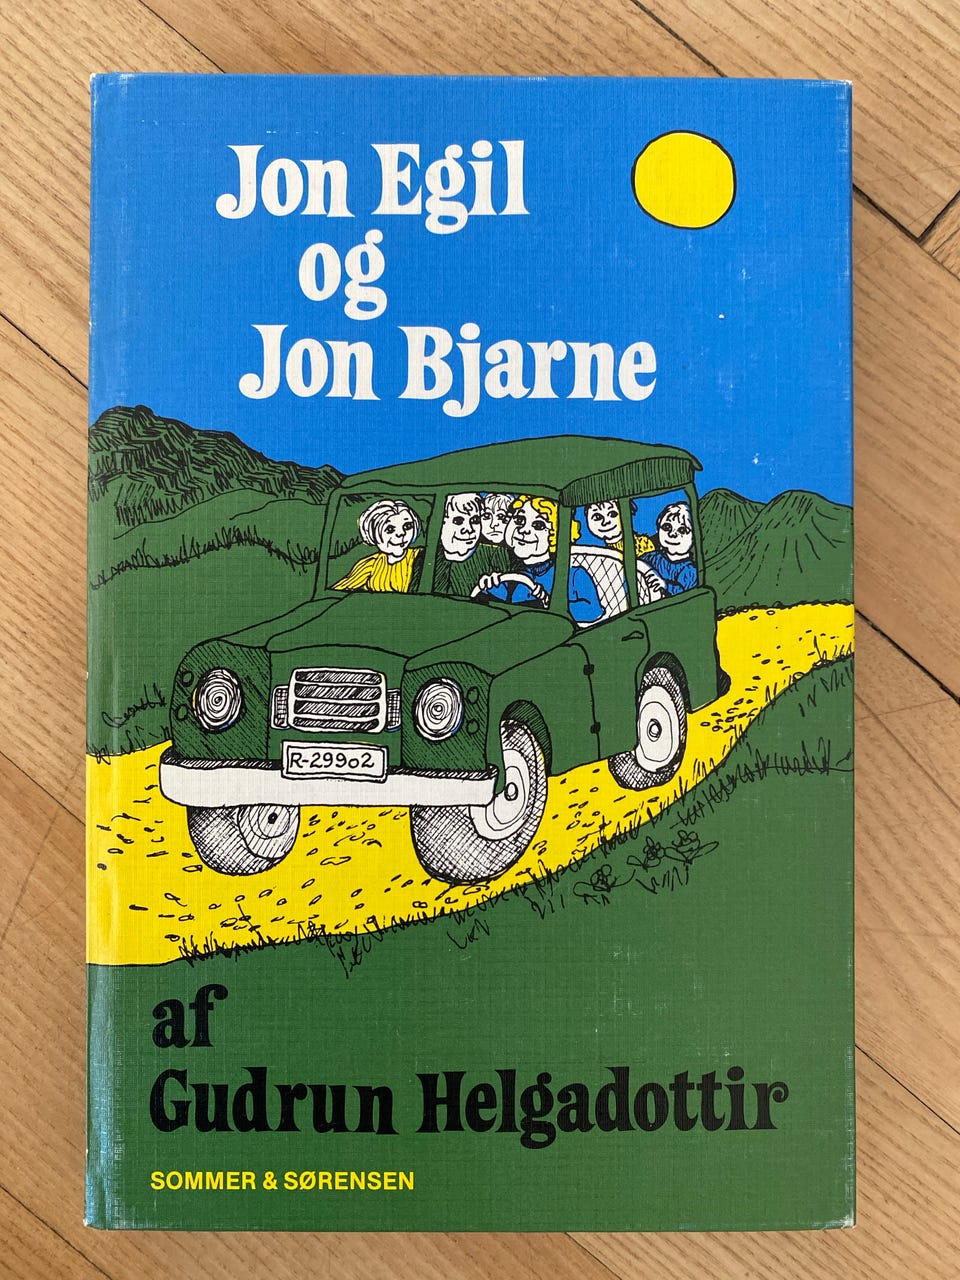 Jon Egil
og
Jon Bjarne
R-29902
af
Gudrun Helgadottir
SOMMER & SØRENSEN